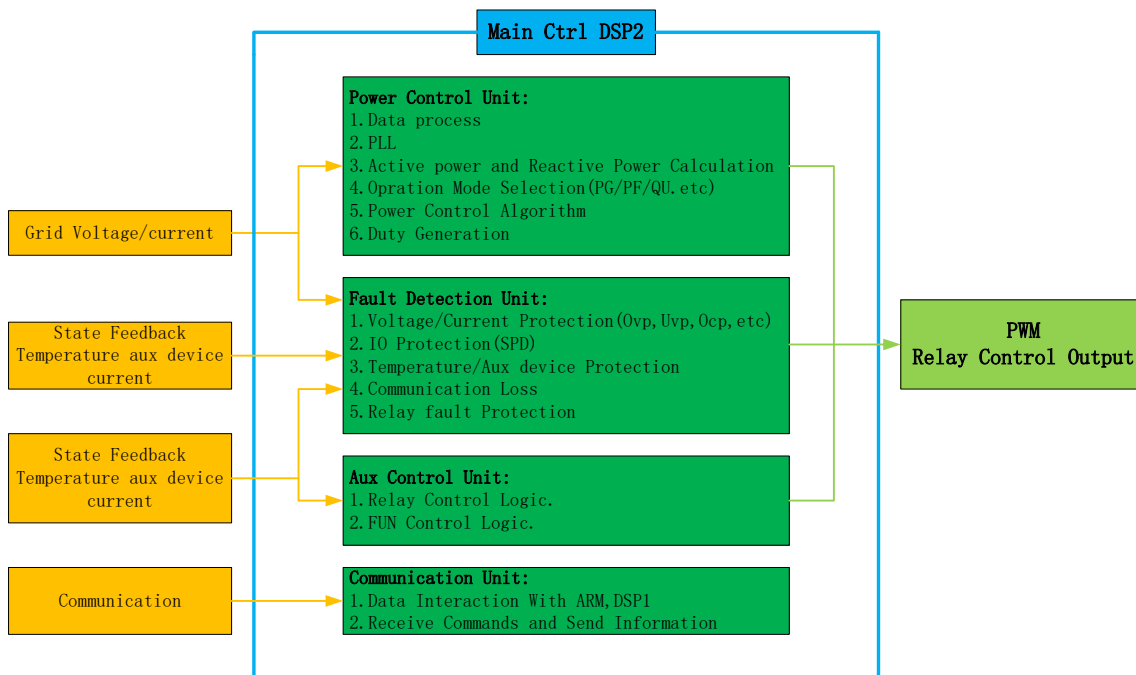 Main Ctrl DSP2
Power Control Unit:
1.Data process
2.PLL
3.Active power and Reactive Power Calculation
4.Opration Mode Selection(PG/PF/QU.etc)
5.Power Control Algorithm
6.Duty Generation
Grid Voltage/current
Fault Detection Unit:
1.Voltage/Current Protection(Ovp,Uvp,Ocp,etc)
2.IO Protection(SPD)
3.Temperature/Aux device Protection
4.Communication Loss
5.Relay fault Protection
State Feedback
Temperature aux device
current
PWM
Relay Control Output
State Feedback
Temperature aux device
current
Aux Control Unit:
1.Relay Control Logic.
2.FUN Control Logic.
Communication
Communication Unit:
1.Data Interaction With ARM,DSP1
2.Receive Commands and Send Information